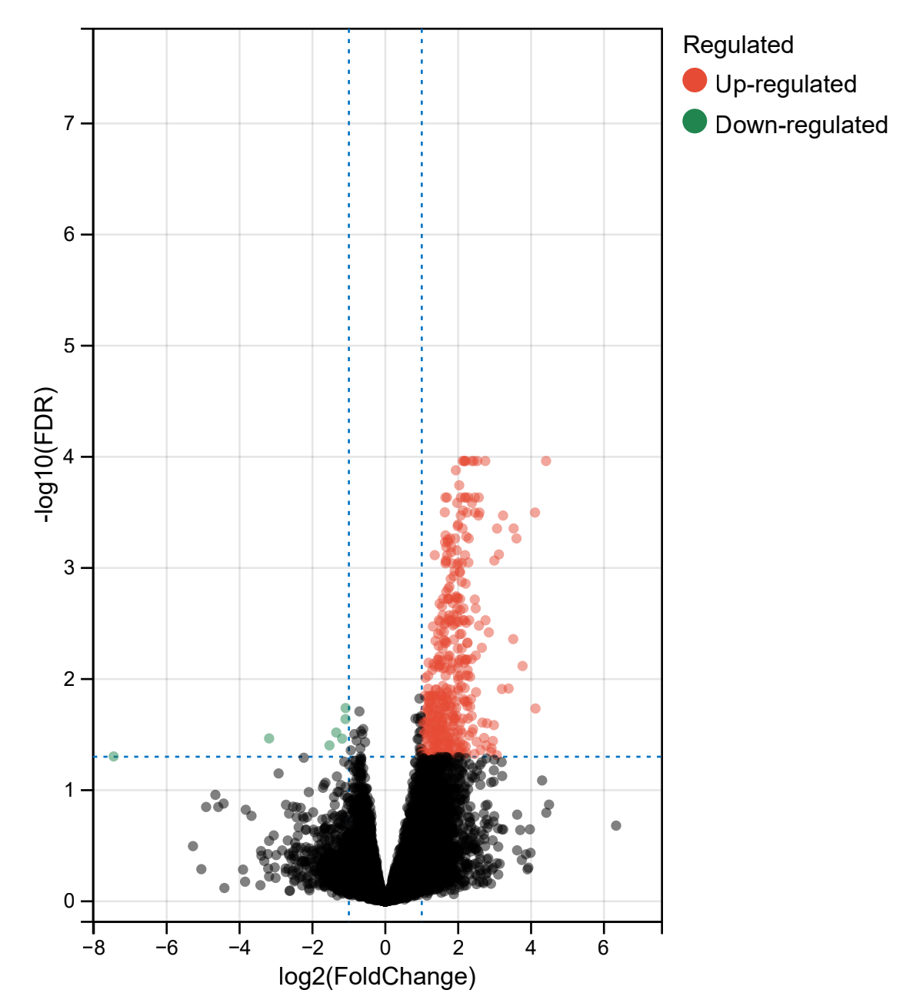 Regulated
Up-regulated
Down-regulated
-log10(FDR)
7
6
5
4
3
2
1
0
−8 −6 −4 −2 0 2 4 6
log2(FoldChange)